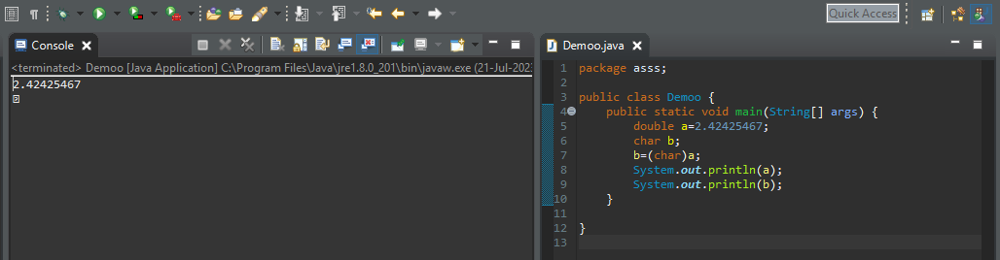 Quick Access
Console
Demoo.java
<terminated> Demoo [Java Application] C:\Program Files\Java\jre1.8.0_201\bin\javaw.exe (21-Jul-202
2.42425467
1 package asss;
2
3 public class Demoo {
4 public static void main(String[] args) {
5 double a=2.42425467;
6 char b;
7 b=(char)a;
8 System.out.println(a);
9 System.out.println(b);
10 }
11
12 }
13